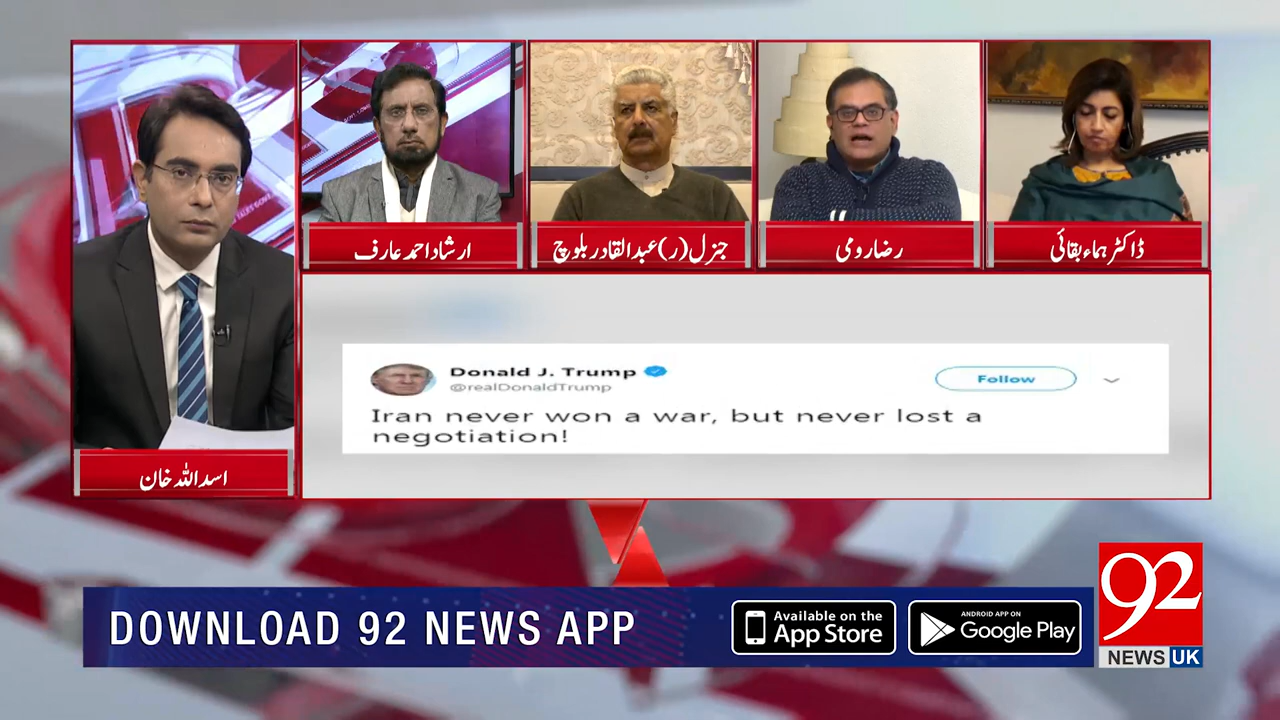 ارشاد احمد عارف
جنرل (ر) عبدالقادر بلوچ
رضا رومی
ڈاکٹر ہماء بقائی
اسد اللہ خان
Donald J. Trump
@realDonaldTrump
Follow
Iran never won a war, but never lost a
negotiation!
DOWNLOAD 92 NEWS APP
Available on the
App Store
ANDROID APP ON
Google Play
92
NEWS UK